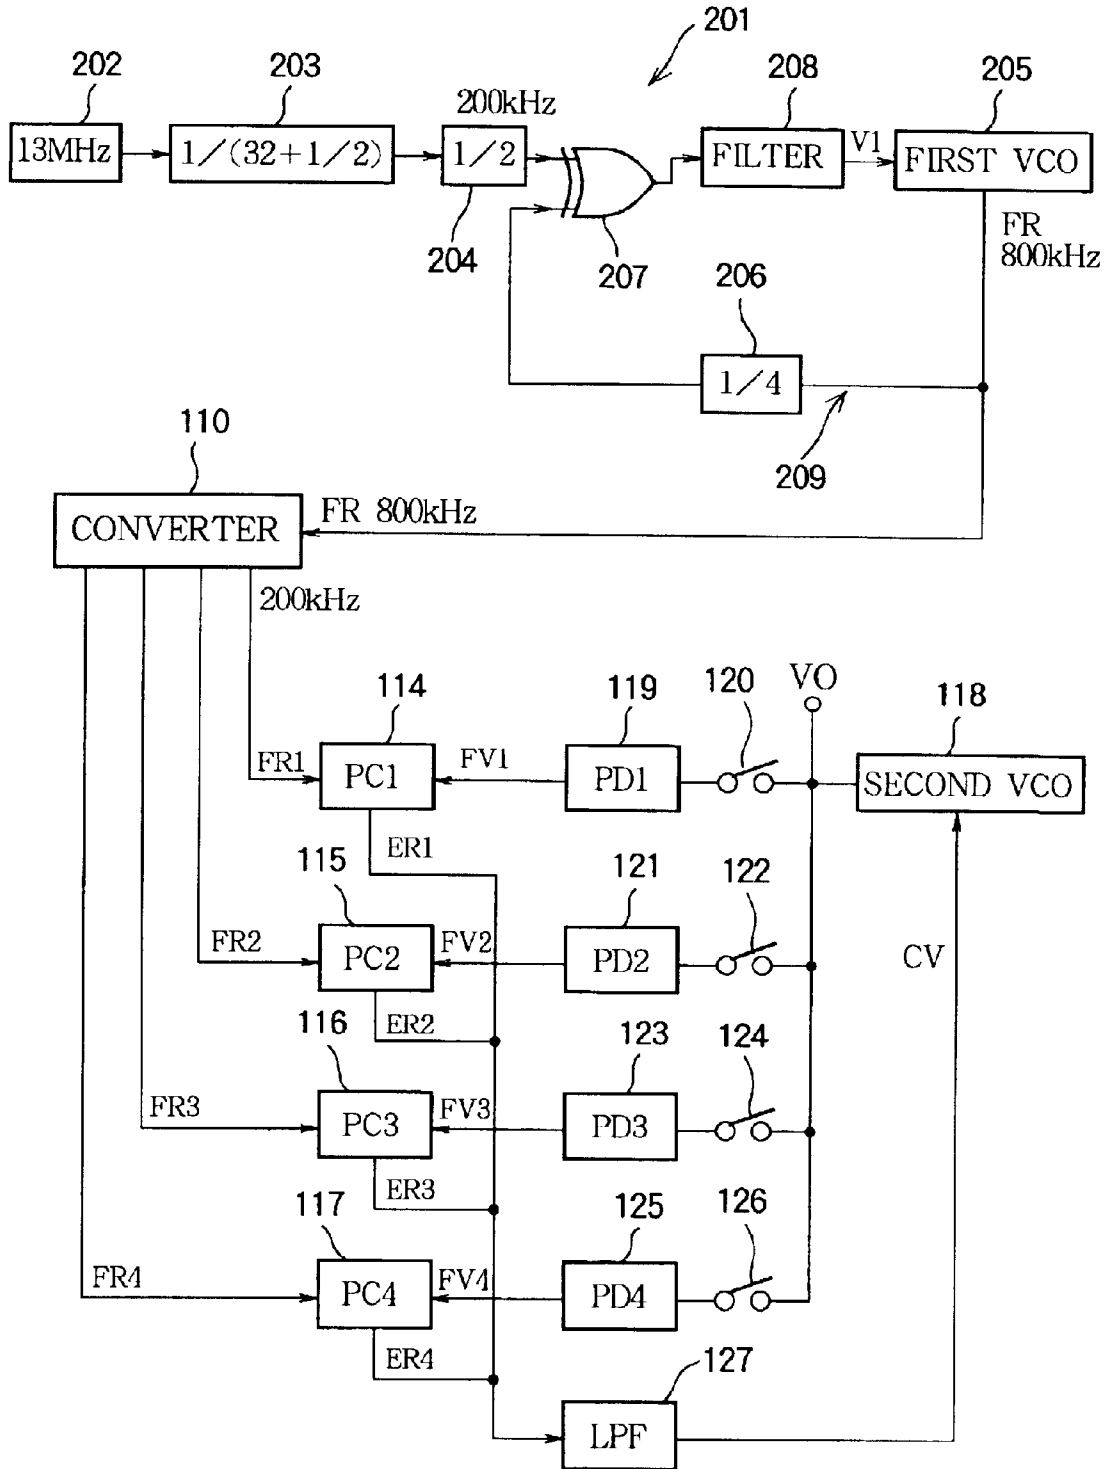 201
202
203
208
205
200kHz
13MHz
1/(32+1/2)
1/2
FILTER
V1
FIRST VCO
204
207
FR
800kHz
206
1/4
209
110
CONVERTER
FR 800kHz
200kHz
114
119
120
VO
118
FR1
PC1
FV1
PD1
SECOND VCO
ER1
115
121
122
FR2
PC2
FV2
PD2
CV
ER2
116
123
124
FR3
PC3
FV3
PD3
ER3
117
125
126
FR4
PC4
FV4
PD4
ER4
127
LPF